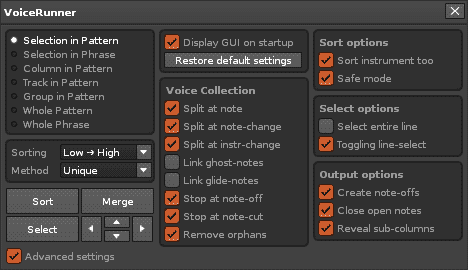 VoiceRunner
Selection in Pattern
Selection in Phrase
Column in Pattern
Track in Pattern
Group in Pattern
Whole Pattern
Whole Phrase
Sorting Low → High
Method Unique
Sort Merge
Select
Advanced settings
Display GUI on startup
Restore default settings
Voice Collection
Split at note
Split at note-change
Split at instr-change
Link ghost-notes
Link glide-notes
Stop at note-off
Stop at note-cut
Remove orphans
Sort options
Sort instrument too
Safe mode
Select options
Select entire line
Toggling line-select
Output options
Create note-offs
Close open notes
Reveal sub-columns